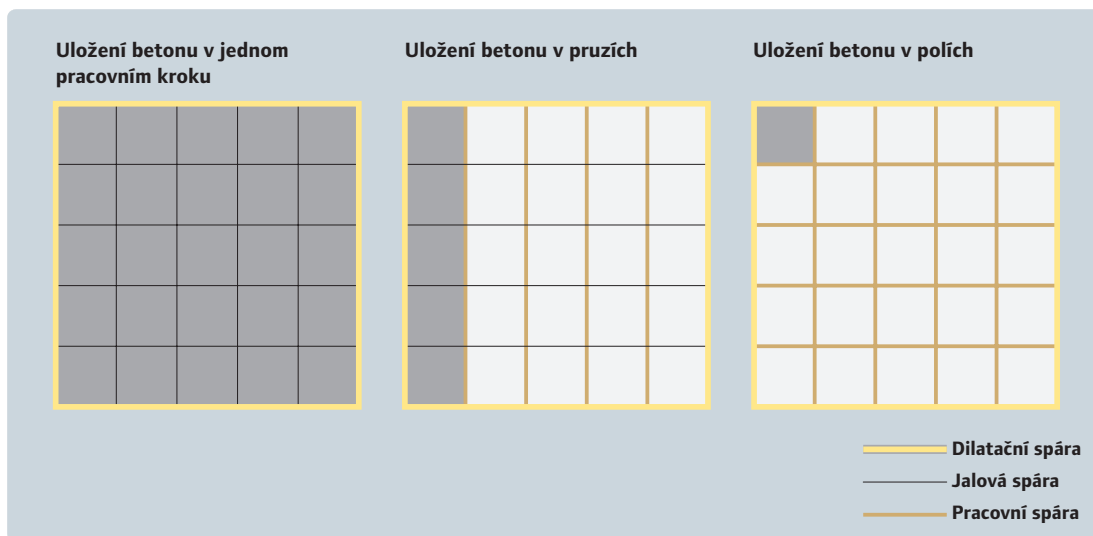 Uložení betonu v jednom
pracovním kroku
Uložení betonu v pruzích
Uložení betonu v polích
Dilatační spára
Jalová spára
Pracovní spára